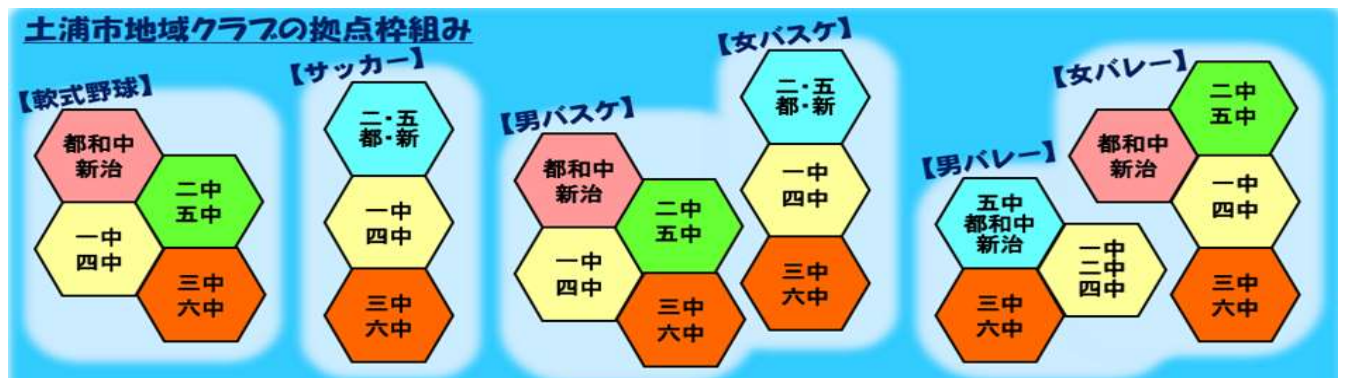 土浦市地域クラブの拠点枠組み
【軟式野球】
都和中
新治
二中
五中
一中
四中
三中
六中
【サッカー】
二・五
都・新
一中
四中
三中
六中
【男バスケ】
都和中
新治
二中
五中
一中
四中
三中
六中
【女バスケ】
二・五
都・新
一中
四中
三中
六中
【男バレー】
五中
都和中
新治
一中
二中
四中
三中
六中
【女バレー】
二中
五中
都和中
新治
一中
四中
三中
六中